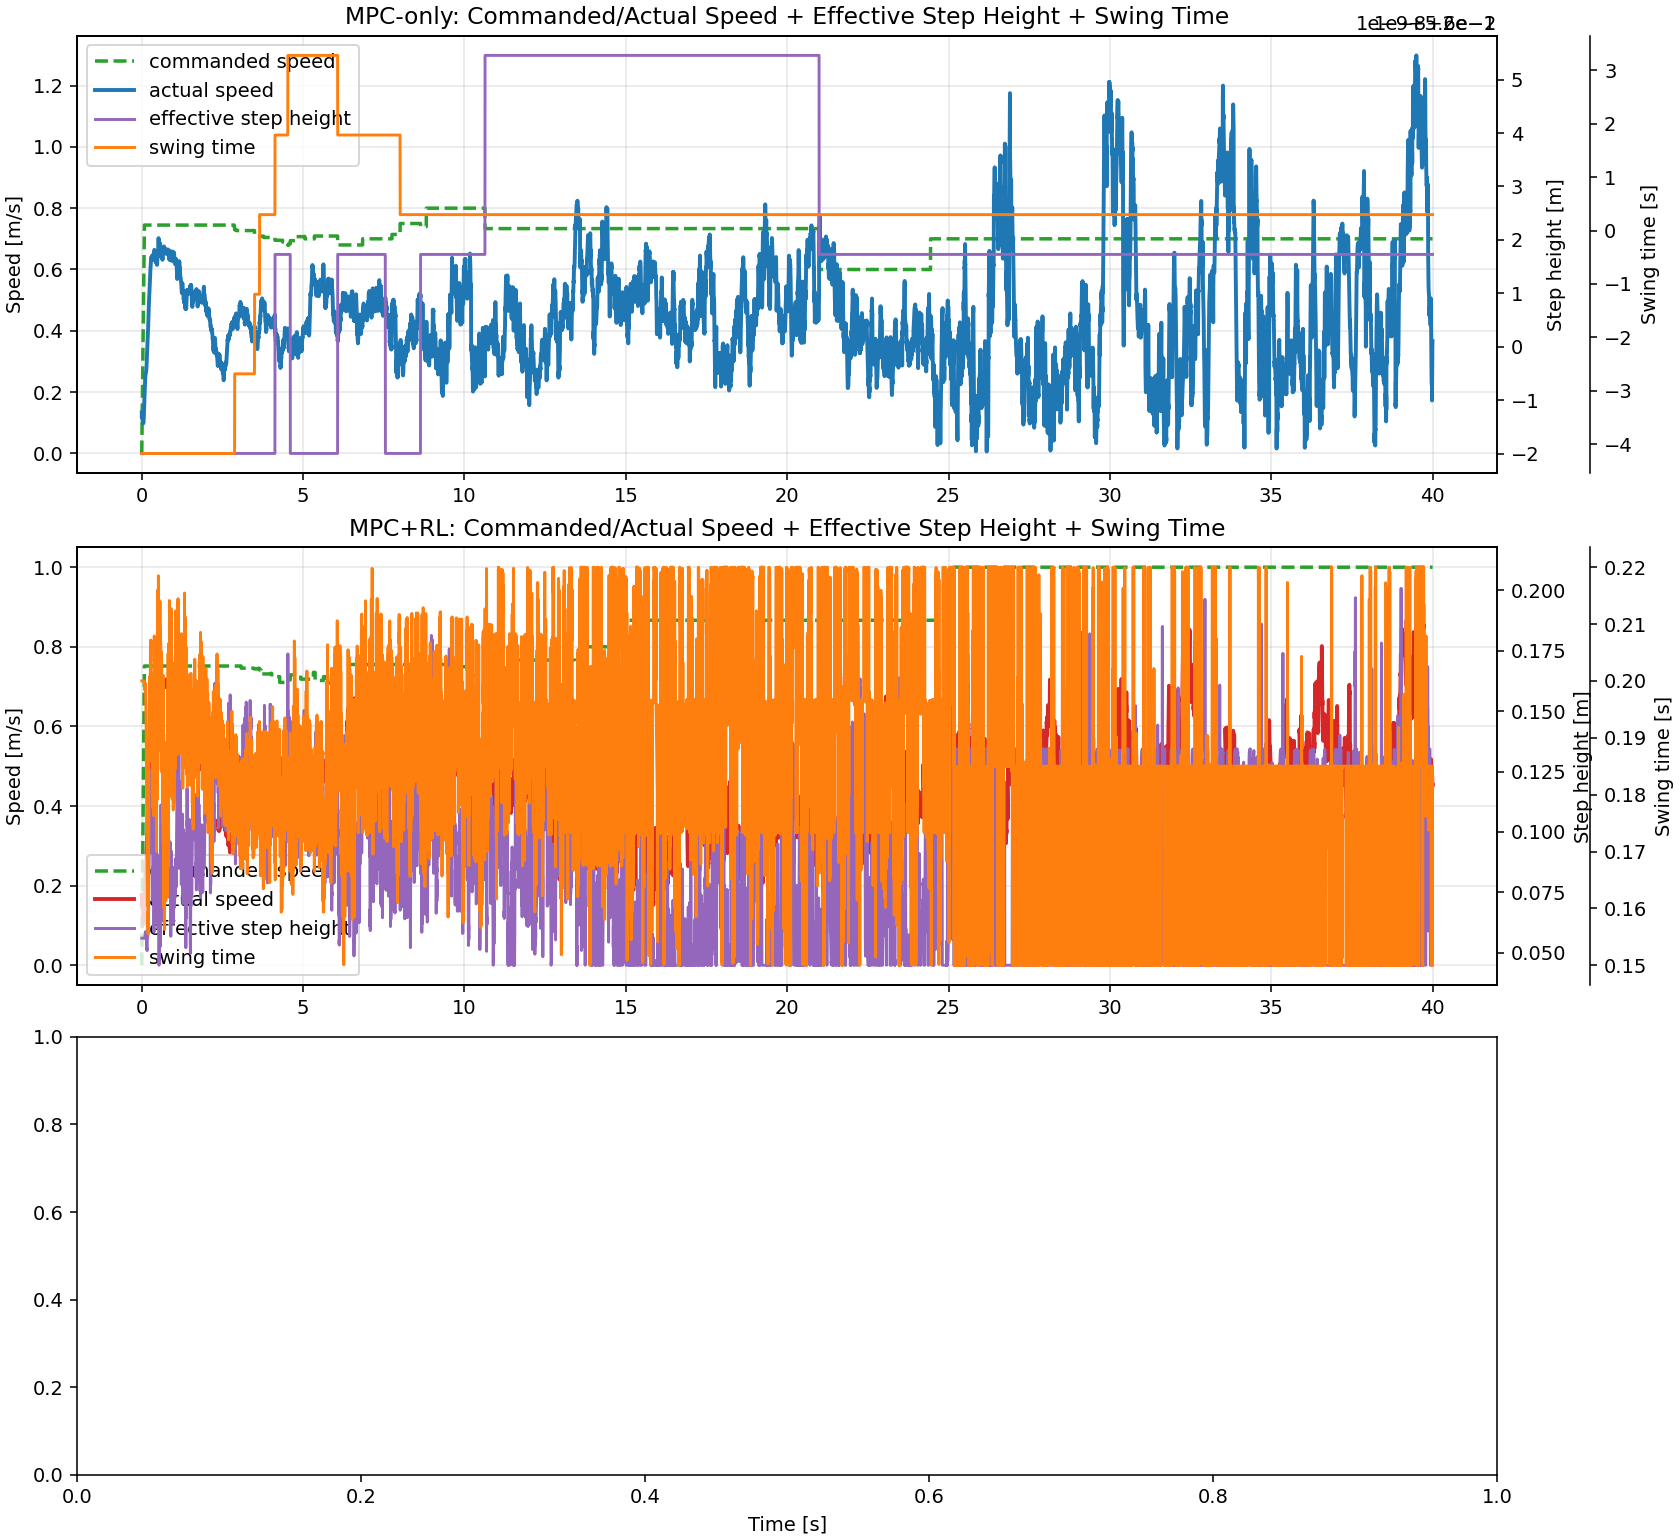 MPC-only: Commanded/Actual Speed + Effective Step Height + Swing Time
commanded speed
actual speed
effective step height
swing time
Speed [m/s]
1.2
1.0
0.8
0.6
0.4
0.2
0.0
5
4
3
2
1
0
−1
−2
Step height [m]
3
2
1
0
−1
−2
−3
−4
Swing time [s]
0 5 10 15 20 25 30 35 40
MPC+RL: Commanded/Actual Speed + Effective Step Height + Swing Time
Speed [m/s]
1.0
0.8
0.6
0.4
0.2
0.0
commanded speed
actual speed
effective step height
swing time
0.200
0.175
0.150
0.125
0.100
0.075
0.050
Step height [m]
0.22
0.21
0.20
0.19
0.18
0.17
0.16
0.15
Swing time [s]
0 5 10 15 20 25 30 35 40
1.0
0.8
0.6
0.4
0.2
0.0
0.0 0.2 0.4 0.6 0.8 1.0
Time [s]